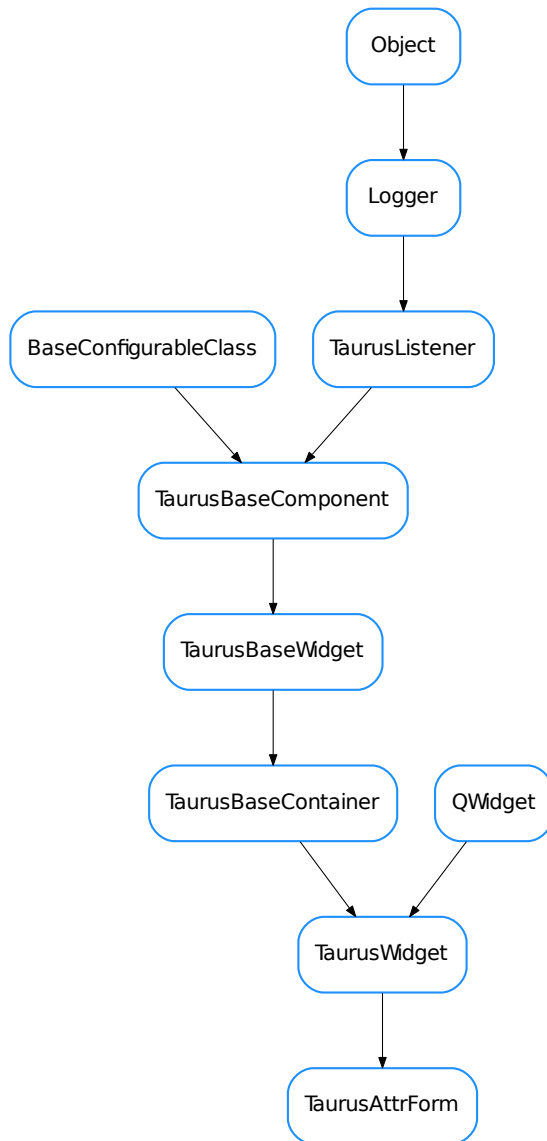 Object
Logger
BaseConfigurableClass
TaurusListener
TaurusBaseComponent
TaurusBaseWidget
TaurusBaseContainer
QWidget
TaurusWidget
TaurusAttrForm